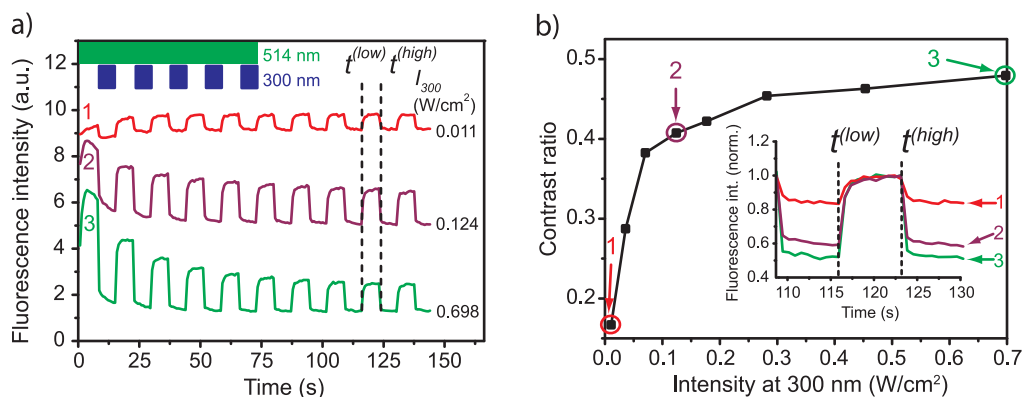 a)
514 nm
300 nm
t(low)
t(high)
I300
(W/cm²)
1
0.011
2
0.124
3
0.698
12
10
8
6
4
2
0
Fluorescence intensity (a.u.)
0 25 50 75 100 125 150
Time (s)
b)
0.5
0.4
0.3
0.2
Contrast ratio
1
2
3
0.0 0.1 0.2 0.3 0.4 0.5 0.6 0.7
Intensity at 300 nm (W/cm²)
t(low)
t(high)
1.0
0.8
0.6
0.4
Fluorescence int. (norm.)
1
2
3
110 115 120 125 130
Time (s)